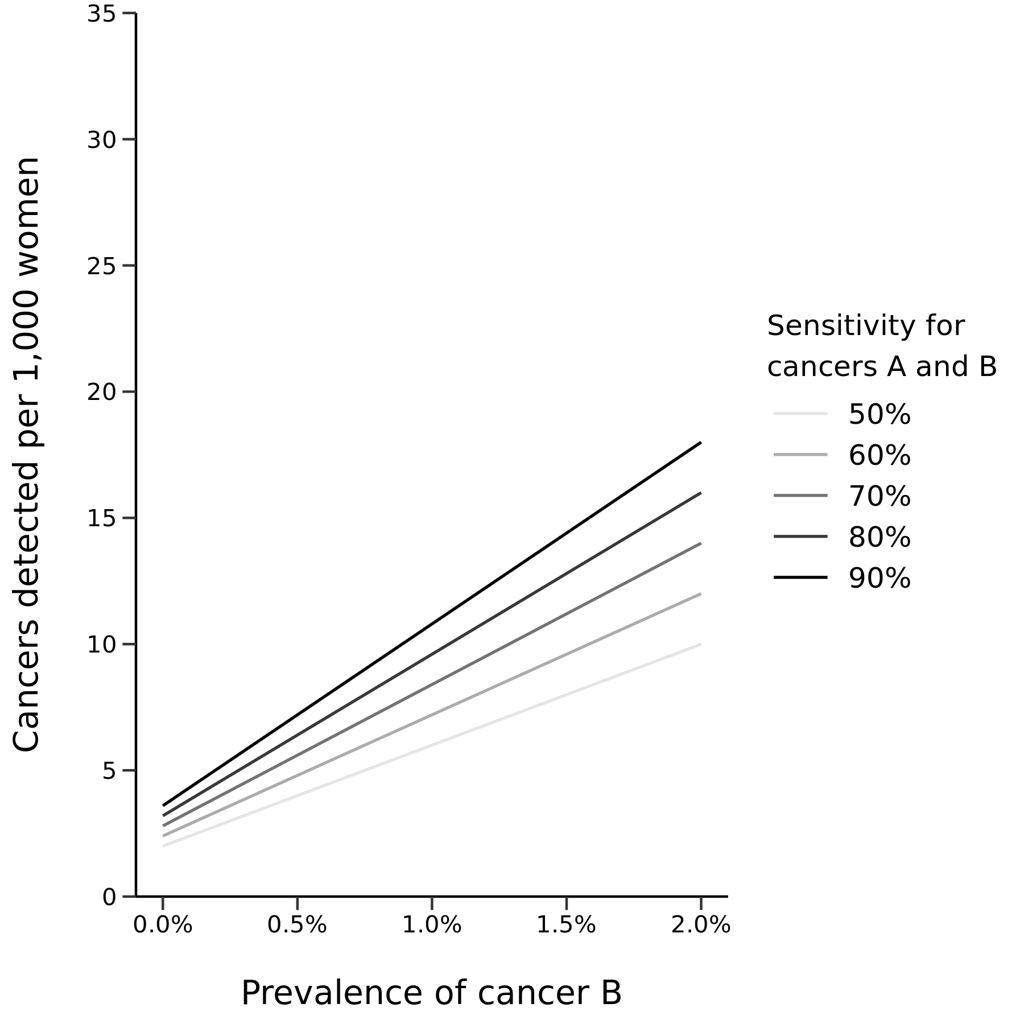 Cancers detected per 1,000 women
35
30
25
20
15
10
5
0
0.0% 0.5% 1.0% 1.5% 2.0%
Prevalence of cancer B
Sensitivity for
cancers A and B
50%
60%
70%
80%
90%